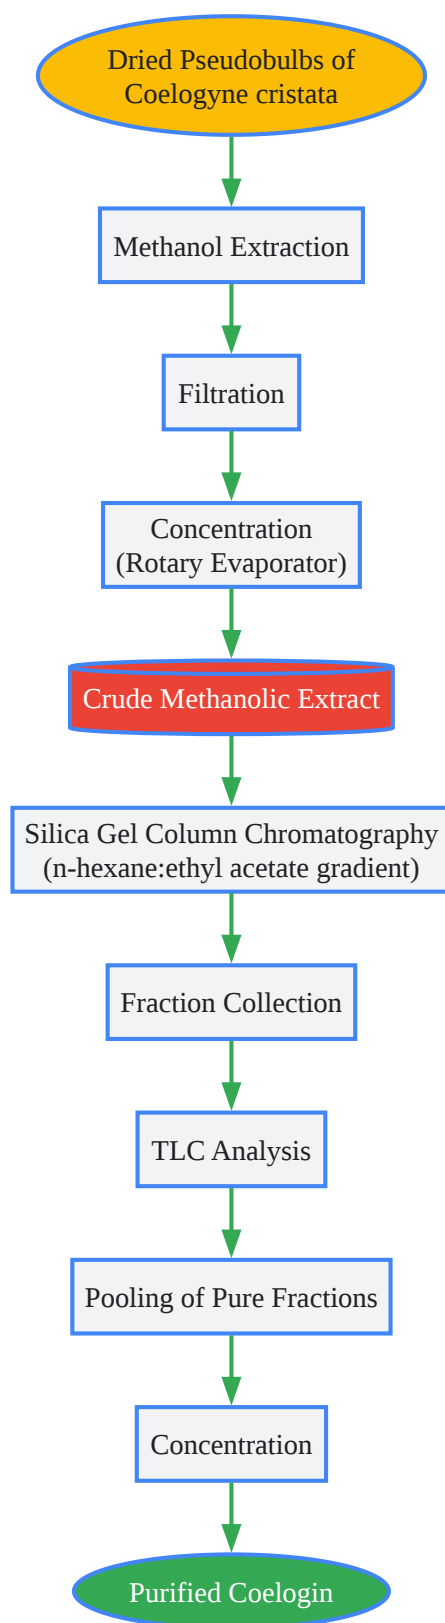 Dried Pseudobulbs of
Coelogyne cristata
Methanol Extraction
Filtration
Concentration
(Rotary Evaporator)
Crude Methanolic Extract
Silica Gel Column Chromatography
(n-hexane:ethyl acetate gradient)
Fraction Collection
TLC Analysis
Pooling of Pure Fractions
Concentration
Purified Coelogin